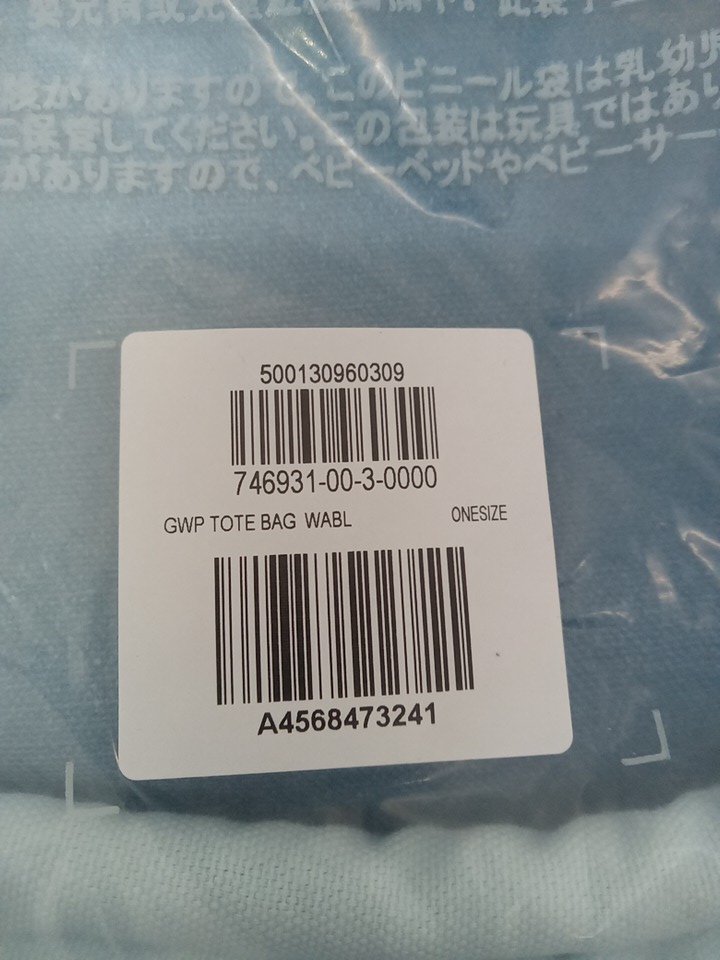 険がありますので、このビニール袋は乳幼児
に保管してください。この包装は玩具ではあり
がありますので、ベビーベッドやベビーサー
500130960309
746931-00-3-0000
GWP TOTE BAG WABL ONESIZE
A4568473241